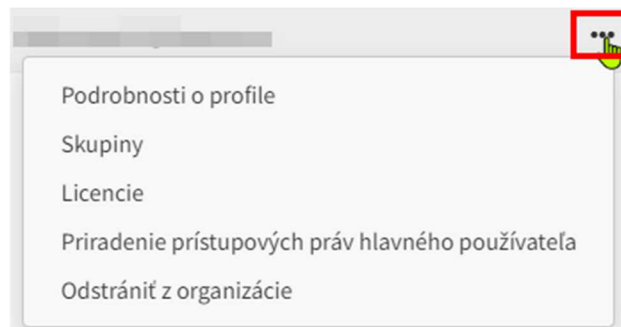 Podrobnosti o profile
Skupiny
Licencie
Priradenie prístupových práv hlavného používateľa
Odstrániť z organizácie